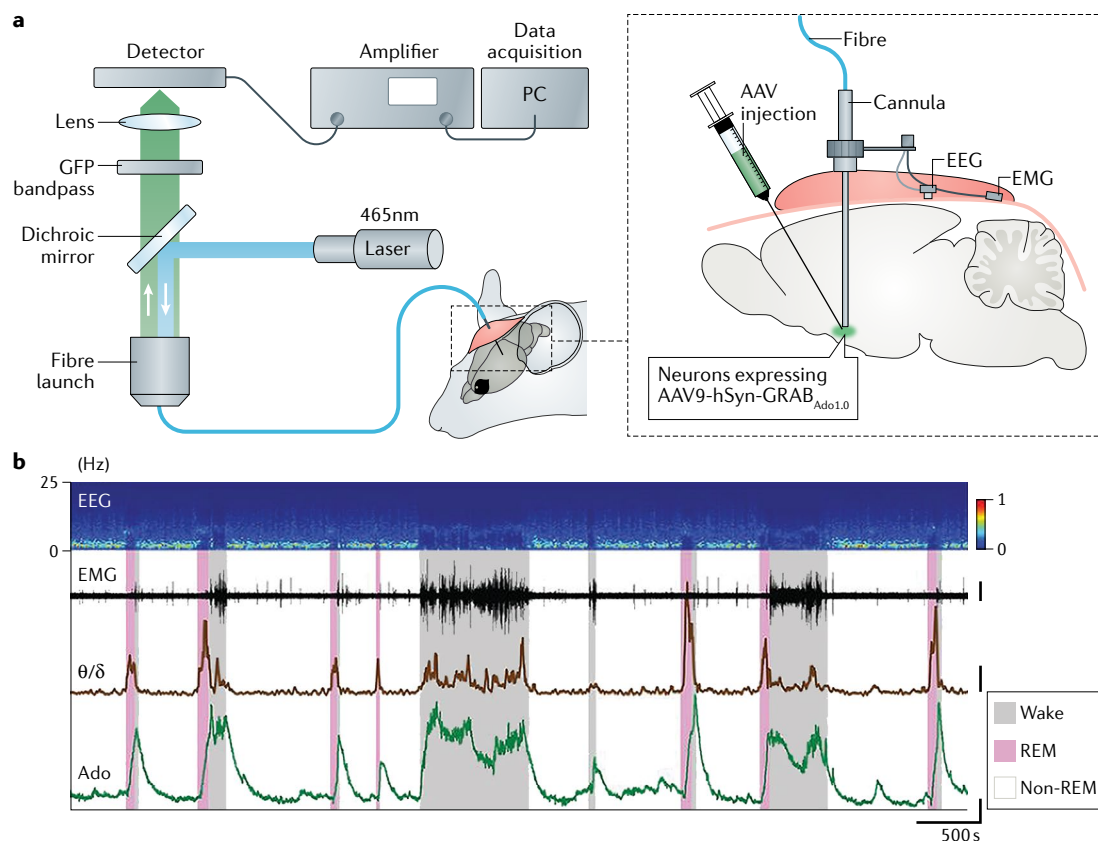 a
Detector
Amplifier
Data
acquisition
PC
Lens
GFP
bandpass
Dichroic
mirror
465nm
Laser
Fibre
launch
Fibre
AAV
injection
Cannula
EEG
EMG
Neurons expressing
AAV9-hSyn-GRAB Ado1.0
b
(Hz)
25
EEG
0
1
0
EMG
θ/δ
Ado
Wake
REM
Non-REM
500 s